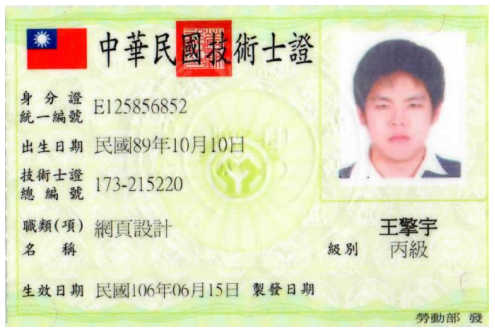 中華民國技術士證
身分證
統一編號 E125856852
出生日期 民國89年10月10日
技術士證
總編號 173-215220
職類(項)
名稱 網頁設計
王擎宇
級別 丙級
生效日期 民國106年06月15日 製發日期
勞動部 發